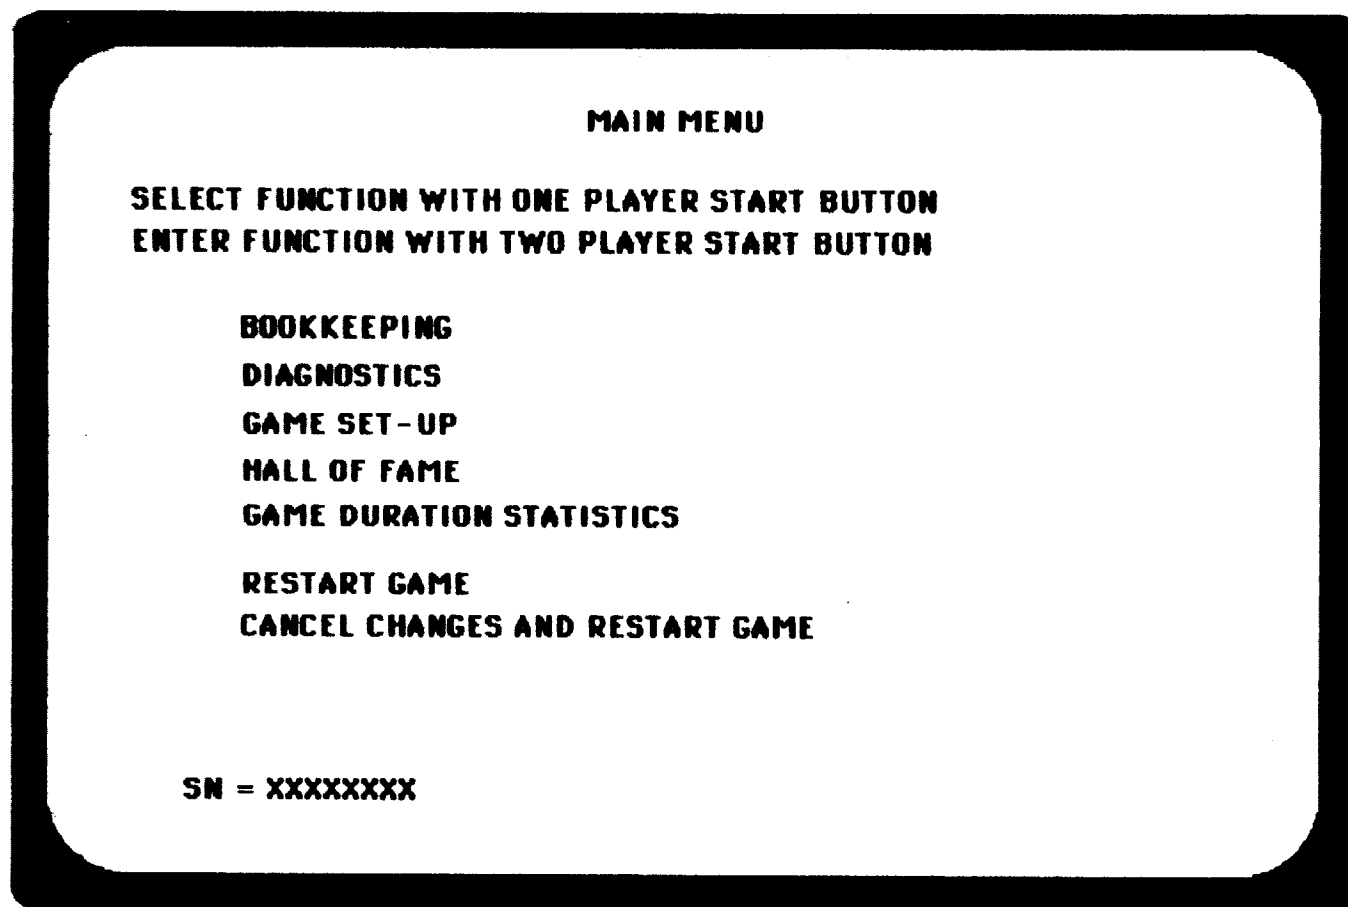 MAIN MENU
SELECT FUNCTION WITH ONE PLAYER START BUTTON
ENTER FUNCTION WITH TWO PLAYER START BUTTON
BOOKKEEPING
DIAGNOSTICS
GAME SET-UP
HALL OF FAME
GAME DURATION STATISTICS
RESTART GAME
CANCEL CHANGES AND RESTART GAME
SN = XXXXXXXX